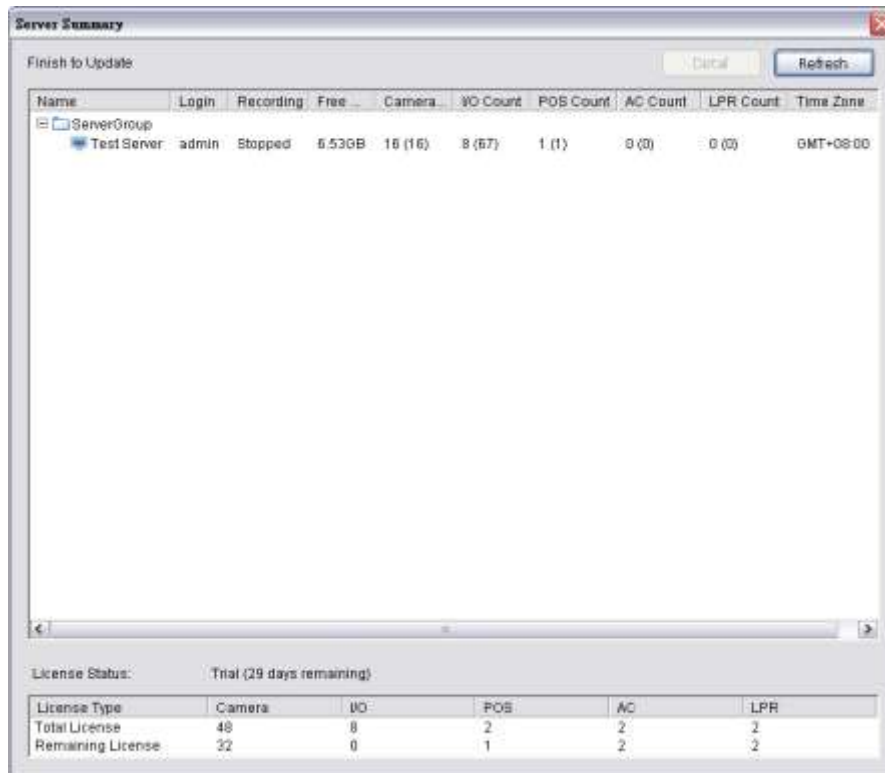 Server Summary
Finish to Update
Detail Refresh
Name Login Recording Free ... Camera... I/O Count POS Count AC Count LPR Count Time Zone
ServerGroup
Test Server admin Stopped 6.53GB 16 (16) 8 (67) 1 (1) 0 (0) 0 (0) GMT+08:00
License Status: Trial (29 days remaining)
License Type Camera I/O POS AC LPR
Total License 48 8 2 2 2
Remaining License 32 0 1 2 2